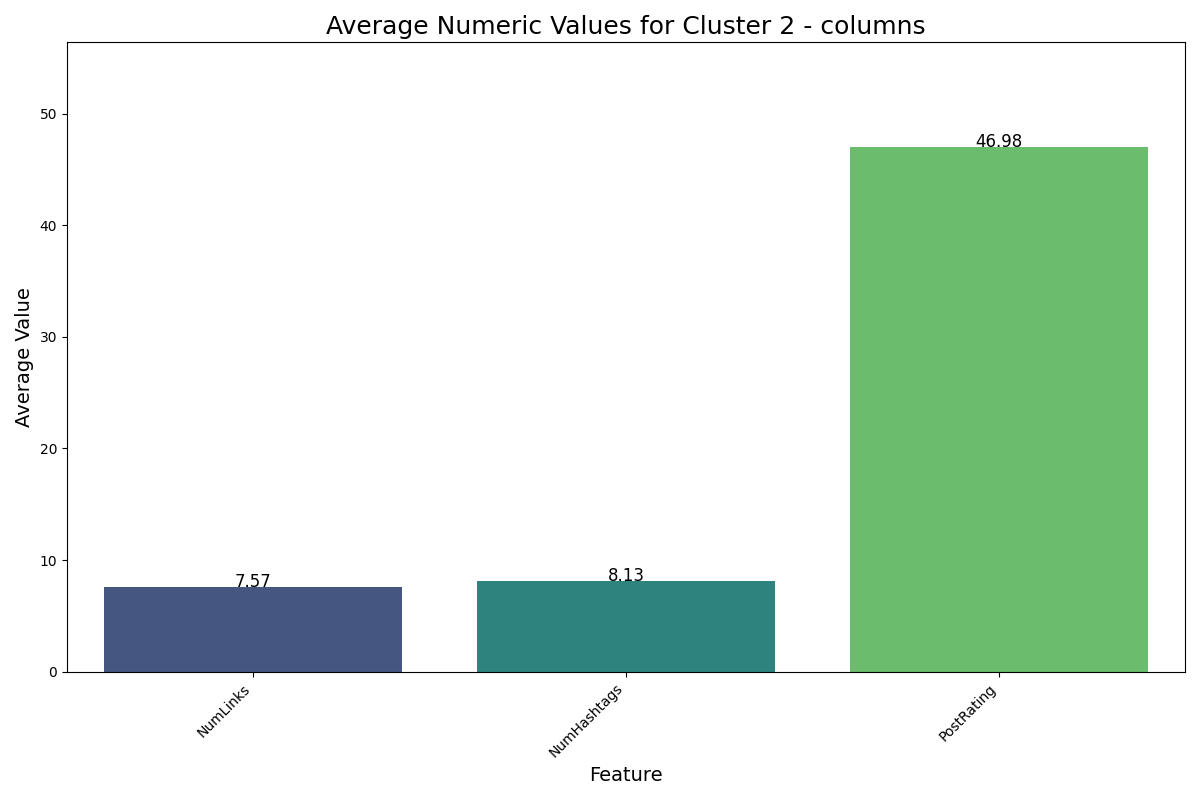 Average Numeric Values for Cluster 2 - columns
Average Value
50
40
30
20
10
0
46.98
8.13
7.57
NumLinks
NumHashtags
PostRating
Feature